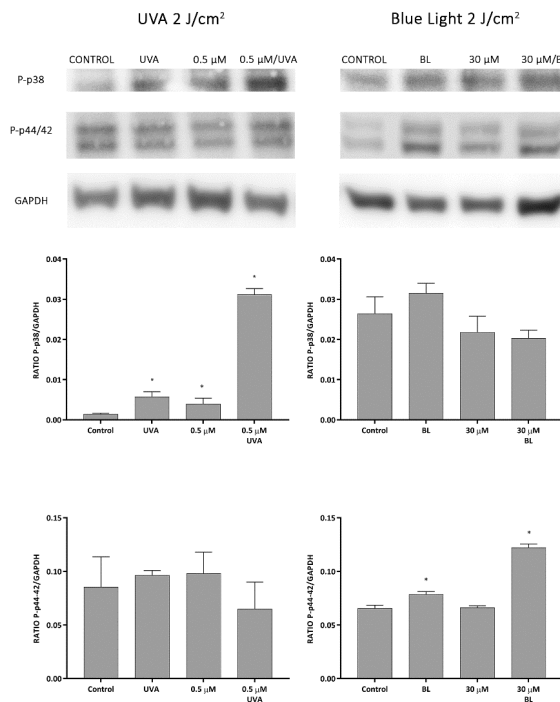 UVA 2 J/cm²
Blue Light 2 J/cm²
CONTROL UVA 0.5 µM 0.5 µM/UVA
CONTROL BL 30 µM 30 µM/B
P-p38
P-p44/42
GAPDH
RATIO P-p38/GAPDH
0.04
0.03
0.02
0.01
0.00
*
*
*
Control UVA 0.5 µM 0.5 µM
UVA
RATIO P-p38/GAPDH
0.04
0.03
0.02
0.01
0.00
Control BL 30 µM 30 µM
BL
RATIO P-p44-42/GAPDH
0.15
0.10
0.05
0.00
Control UVA 0.5 µM 0.5 µM
UVA
RATIO P-p44-42/GAPDH
0.15
0.10
0.05
0.00
*
*
Control BL 30 µM 30 µM
BL